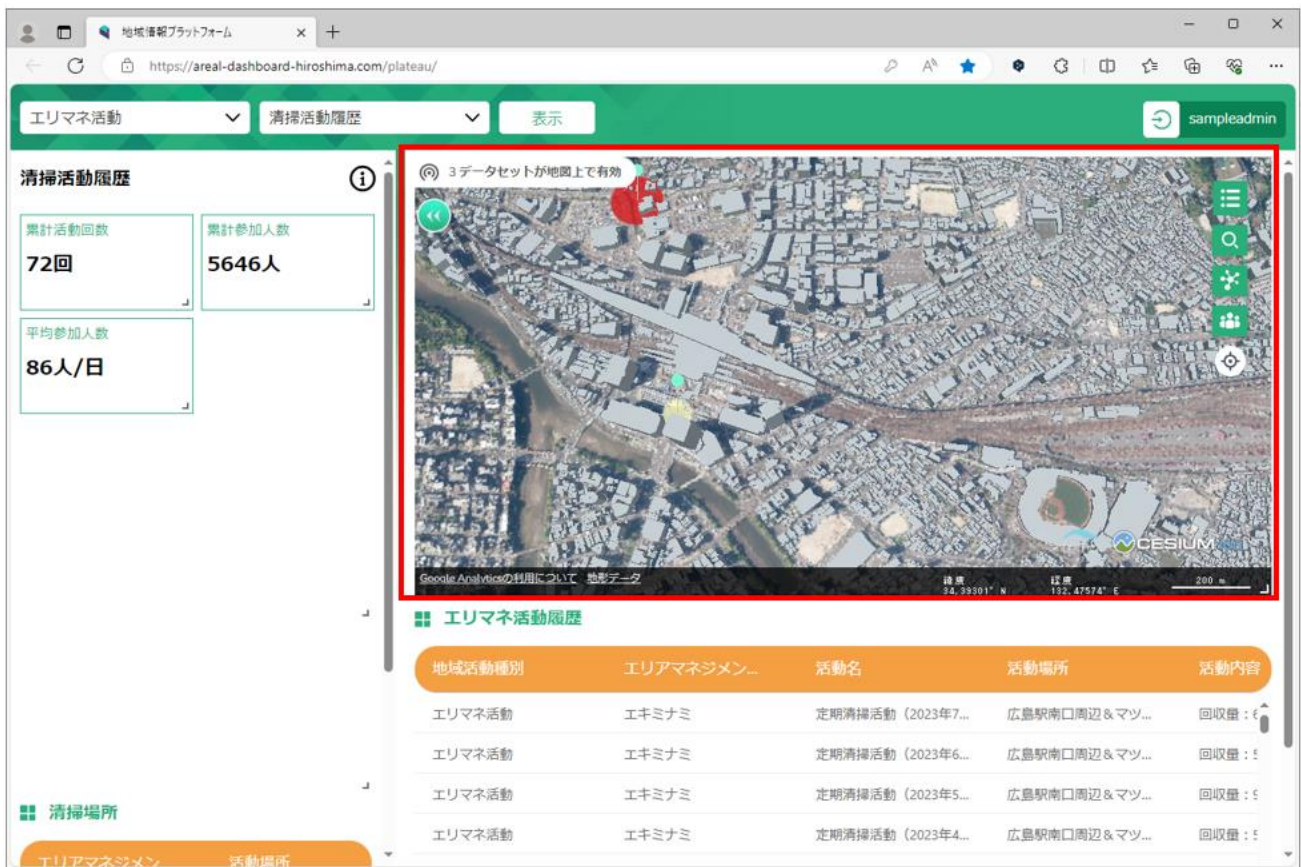 地域情報プラットフォーム
https://areal-dashboard-hiroshima.com/plateau/
エリマネ活動
清掃活動履歴
表示
sampleadmin
清掃活動履歴
累計活動回数
72回
累計参加人数
5646人
平均参加人数
86人/日
清掃場所
エリアマネジメン
活動場所
3データセットが地図上で有効
CESIUM
Google Analyticsの利用について 地形データ
緯度
34.39301° N
経度
132.47574° E
200 m
エリマネ活動履歴
地域活動種別 エリアマネジメン... 活動名 活動場所 活動内容
エリマネ活動 エキミナミ 定期清掃活動（2023年7... 広島駅南口周辺&マツ... 回収量：6
エリマネ活動 エキミナミ 定期清掃活動（2023年6... 広島駅南口周辺&マツ... 回収量：5
エリマネ活動 エキミナミ 定期清掃活動（2023年5... 広島駅南口周辺&マツ... 回収量：9
エリマネ活動 エキミナミ 定期清掃活動（2023年4... 広島駅南口周辺&マツ... 回収量：5